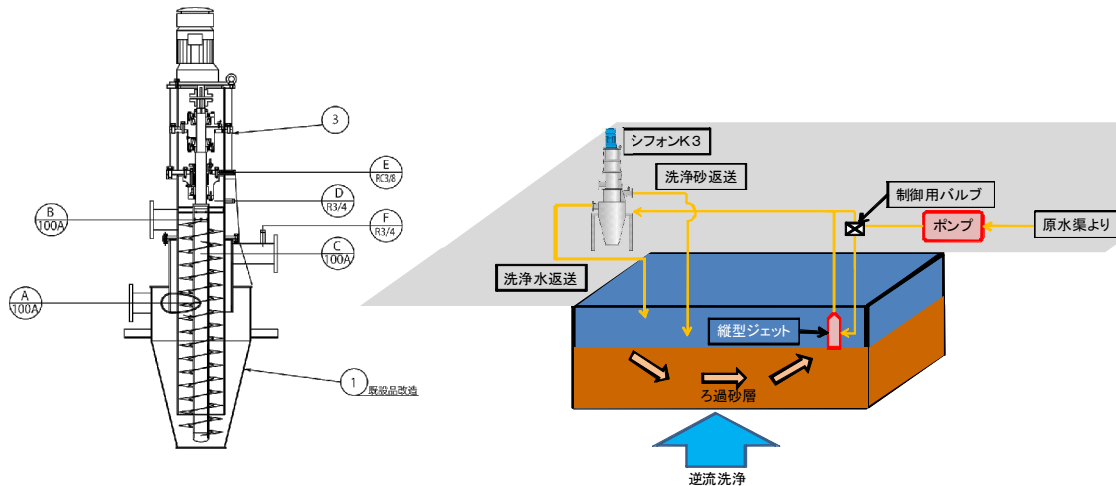 3
E
RC3/8
D
R3/4
B
100A
F
R3/4
C
100A
A
100A
1
既設品改造
シフォンK3
洗浄砂返送
制御用バルブ
ポンプ
原水渠より
洗浄水返送
縦型ジェット
ろ過砂層
逆流洗浄